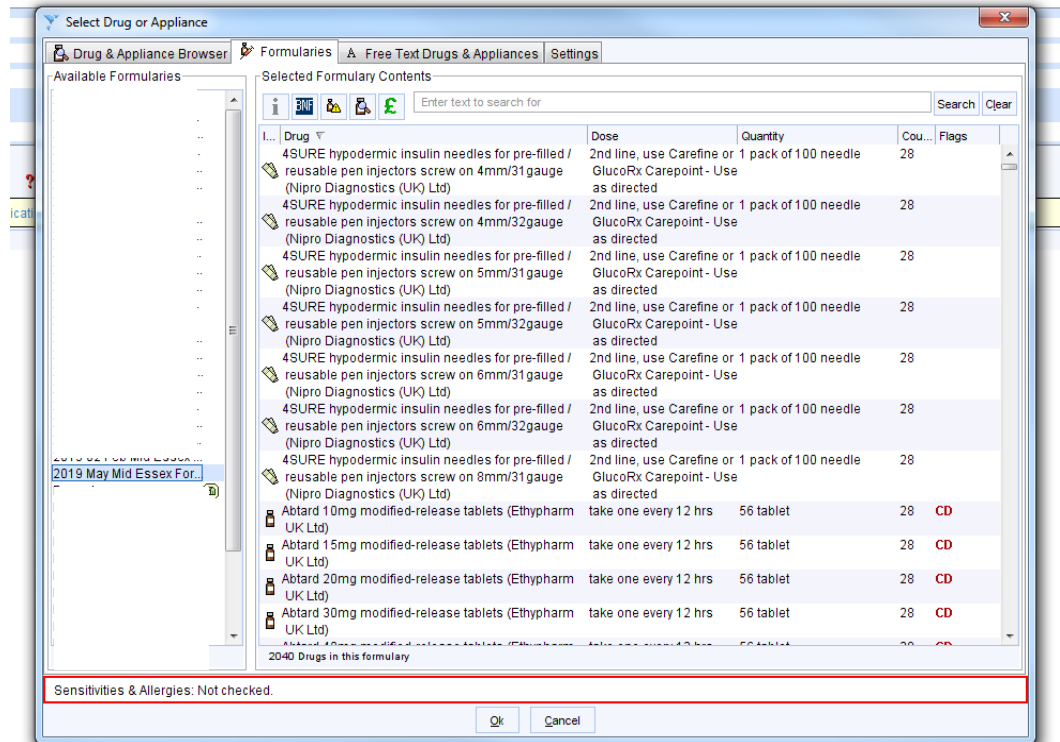 Select Drug or Appliance
Drug & Appliance Browser
Formularies
A Free Text Drugs & Appliances
Settings
Available Formularies
2019 May Mid Essex For..
Selected Formulary Contents
i BNF £ Enter text to search for Search Clear
I... Drug Dose Quantity Cou... Flags
4SURE hypodermic insulin needles for pre-filled / 2nd line, use Carefine or 1 pack of 100 needle 28
reusable pen injectors screw on 4mm/31gauge GlucoRx Carepoint - Use
(Nipro Diagnostics (UK) Ltd) as directed
4SURE hypodermic insulin needles for pre-filled / 2nd line, use Carefine or 1 pack of 100 needle 28
reusable pen injectors screw on 4mm/32gauge GlucoRx Carepoint - Use
(Nipro Diagnostics (UK) Ltd) as directed
4SURE hypodermic insulin needles for pre-filled / 2nd line, use Carefine or 1 pack of 100 needle 28
reusable pen injectors screw on 5mm/31gauge GlucoRx Carepoint - Use
(Nipro Diagnostics (UK) Ltd) as directed
4SURE hypodermic insulin needles for pre-filled / 2nd line, use Carefine or 1 pack of 100 needle 28
reusable pen injectors screw on 5mm/32gauge GlucoRx Carepoint - Use
(Nipro Diagnostics (UK) Ltd) as directed
4SURE hypodermic insulin needles for pre-filled / 2nd line, use Carefine or 1 pack of 100 needle 28
reusable pen injectors screw on 6mm/31gauge GlucoRx Carepoint - Use
(Nipro Diagnostics (UK) Ltd) as directed
4SURE hypodermic insulin needles for pre-filled / 2nd line, use Carefine or 1 pack of 100 needle 28
reusable pen injectors screw on 6mm/32gauge GlucoRx Carepoint - Use
(Nipro Diagnostics (UK) Ltd) as directed
4SURE hypodermic insulin needles for pre-filled / 2nd line, use Carefine or 1 pack of 100 needle 28
reusable pen injectors screw on 8mm/31gauge GlucoRx Carepoint - Use
(Nipro Diagnostics (UK) Ltd) as directed
Abtard 10mg modified-release tablets (Ethypharm take one every 12 hrs 56 tablet 28 CD
UK Ltd)
Abtard 15mg modified-release tablets (Ethypharm take one every 12 hrs 56 tablet 28 CD
UK Ltd)
Abtard 20mg modified-release tablets (Ethypharm take one every 12 hrs 56 tablet 28 CD
UK Ltd)
Abtard 30mg modified-release tablets (Ethypharm take one every 12 hrs 56 tablet 28 CD
UK Ltd)
2040 Drugs in this formulary
Sensitivities & Allergies: Not checked.
Ok Cancel